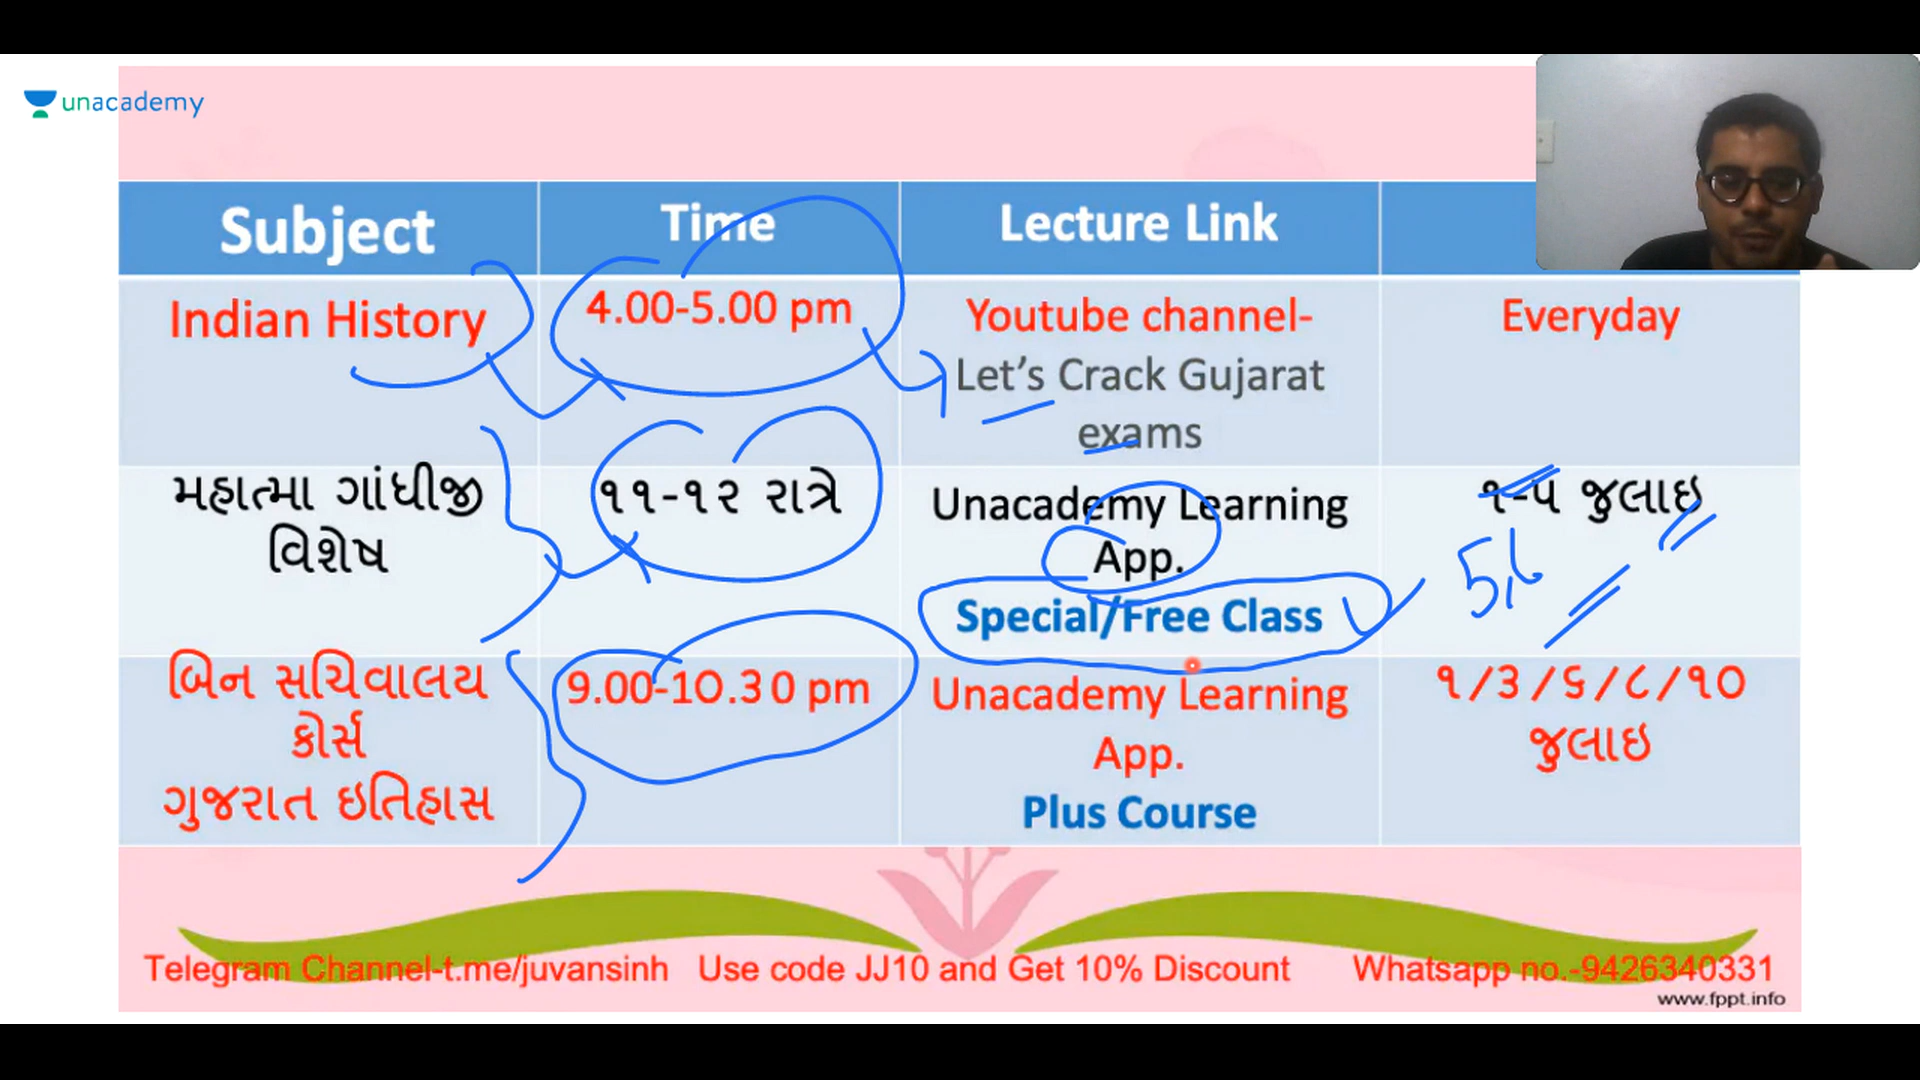 unacademy
Subject Time Lecture Link
Indian History 4.00-5.00 pm Youtube channel- Everyday
Let's Crack Gujarat
exams
મહાત્મા ગાંધીજી ૧૧-૧૨ રાત્રે Unacademy Learning ૧-૫ જુલાઇ
વિશેષ App.
5,6
Special/Free Class
બિન સચિવાલય 9.00-10.30 pm Unacademy Learning ૧/૩/૬/૮/૧૦
કોર્સ App. જુલાઇ
ગુજરાત ઇતિહાસ Plus Course
Telegram Channel-t.me/juvansinh Use code JJ10 and Get 10% Discount Whatsapp no.-9426340331
www.fppt.info